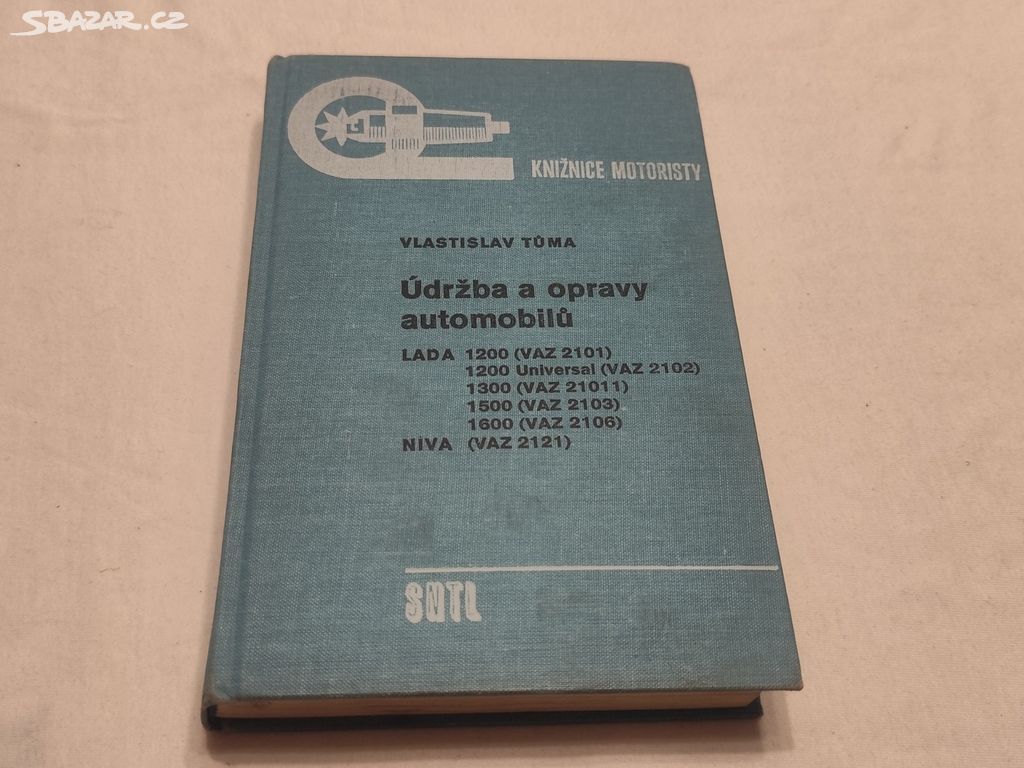 SBAZAR.CZ
KNIŽNICE MOTORISTY
VLASTISLAV TŮMA
Údržba a opravy
automobilů
LADA 1200 (VAZ 2101)
1200 Universal (VAZ 2102)
1300 (VAZ 21011)
1500 (VAZ 2103)
1600 (VAZ 2106)
NIVA (VAZ 2121)
SNTL